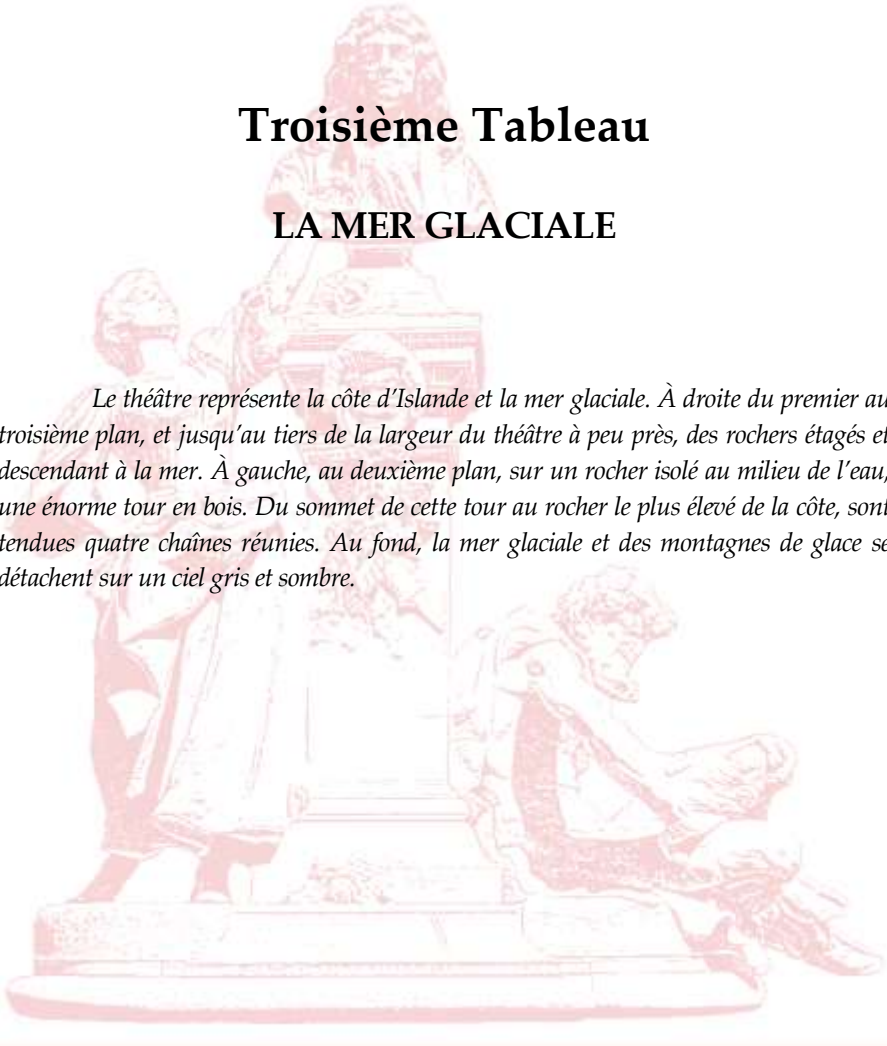 Troisième Tableau
LA MER GLACIALE
Le théâtre représente la côte d’Islande et la mer glaciale. À droite du premier au
troisième plan, et jusqu’au tiers de la largeur du théâtre à peu près, des rochers étagés et
descendant à la mer. À gauche, au deuxième plan, sur un rocher isolé au milieu de l’eau,
une énorme tour en bois. Du sommet de cette tour au rocher le plus élevé de la côte, sont
tendues quatre chaînes réunies. Au fond, la mer glaciale et des montagnes de glace se
détachent sur un ciel gris et sombre.